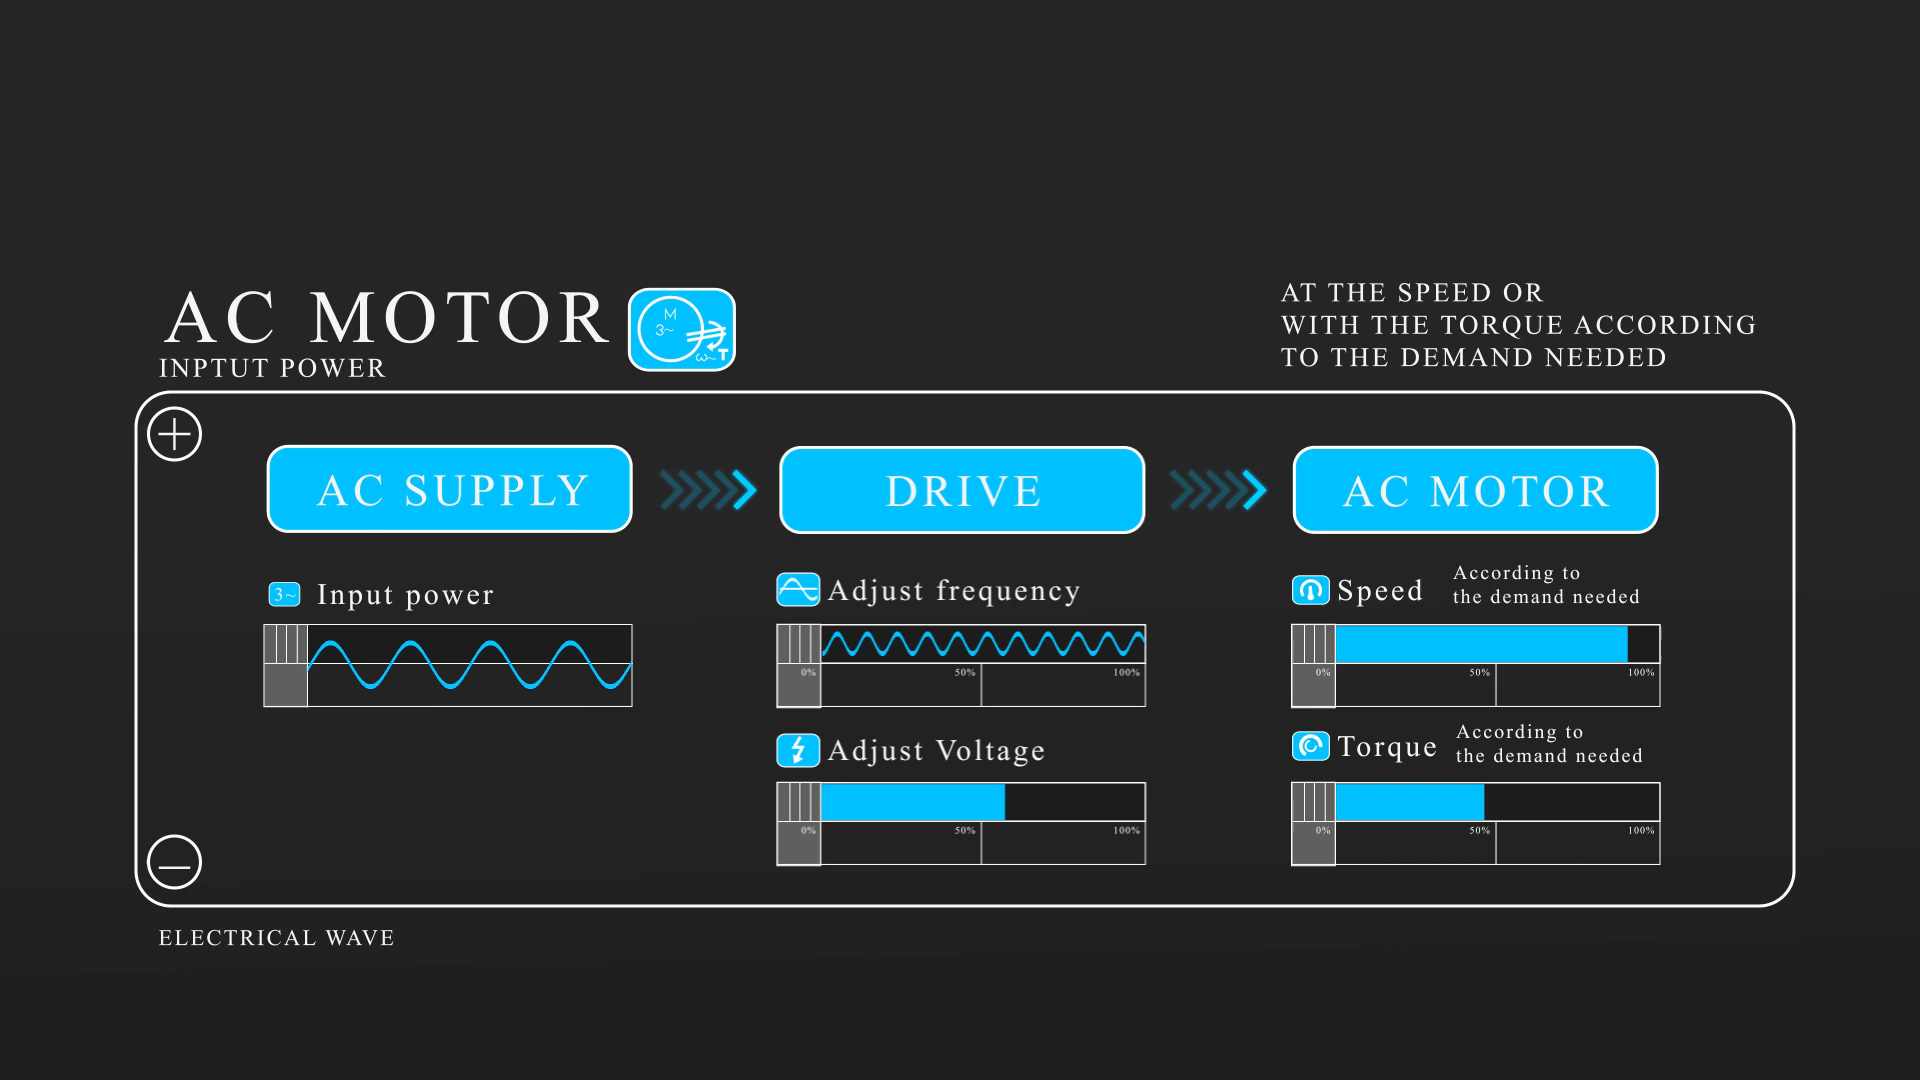 AC MOTOR
M
3~
ω~ T
INPTUT POWER
AT THE SPEED OR
WITH THE TORQUE ACCORDING
TO THE DEMAND NEEDED
AC SUPPLY
DRIVE
AC MOTOR
3~ Input power
Adjust frequency
0% 50% 100%
Adjust Voltage
0% 50% 100%
Speed
According to
the demand needed
0% 50% 100%
Torque
According to
the demand needed
0% 50% 100%
ELECTRICAL WAVE